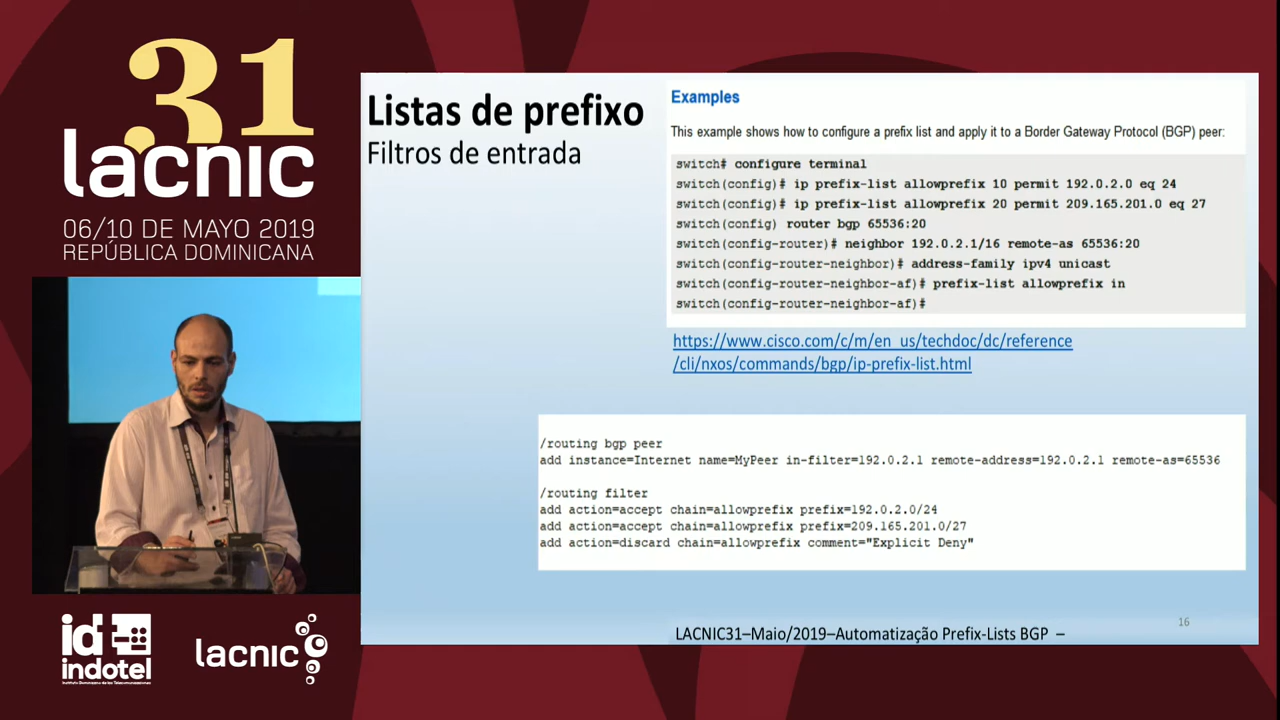 31
lacnic
06/10 DE MAYO 2019
REPÚBLICA DOMINICANA
Listas de prefixo
Filtros de entrada
Examples
This example shows how to configure a prefix list and apply it to a Border Gateway Protocol (BGP) peer:
switch# configure terminal
switch(config)# ip prefix-list allowprefix 10 permit 192.0.2.0 eq 24
switch(config)# ip prefix-list allowprefix 20 permit 209.165.201.0 eq 27
switch(config) router bgp 65536:20
switch(config-router)# neighbor 192.0.2.1/16 remote-as 65536:20
switch(config-router-neighbor)# address-family ipv4 unicast
switch(config-router-neighbor-af)# prefix-list allowprefix in
switch(config-router-neighbor-af)#
https://www.cisco.com/c/m/en_us/techdoc/dc/reference
/cli/nxos/commands/bgp/ip-prefix-list.html
/routing bgp peer
add instance=Internet name=MyPeer in-filter=192.0.2.1 remote-address=192.0.2.1 remote-as=65536
/routing filter
add action=accept chain=allowprefix prefix=192.0.2.0/24
add action=accept chain=allowprefix prefix=209.165.201.0/27
add action=discard chain=allowprefix comment="Explicit Deny"
16
LACNIC31–Maio/2019–Automatização Prefix-Lists BGP –
id
indotel
Instituto Dominicano de las Telecomunicaciones
lacnic